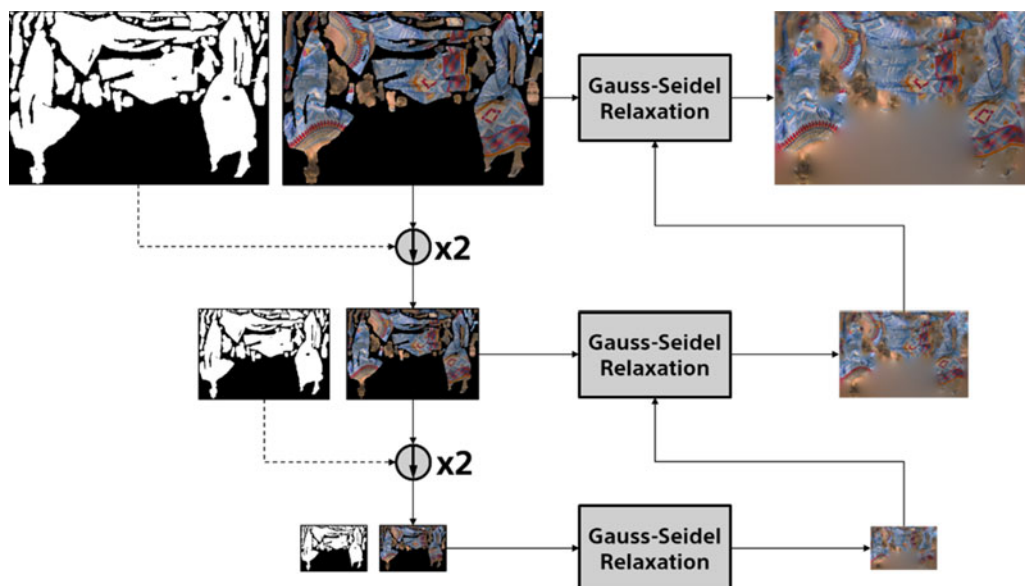 Gauss-Seidel
Relaxation
x2
Gauss-Seidel
Relaxation
x2
Gauss-Seidel
Relaxation